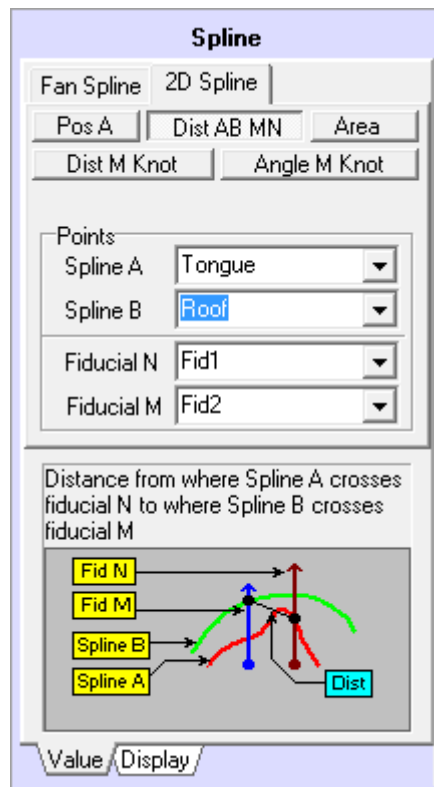 Spline
Fan Spline 2D Spline
Pos A Dist AB MN Area
Dist M Knot Angle M Knot
Points
Spline A Tongue
Spline B Roof
Fiducial N Fid1
Fiducial M Fid2
Distance from where Spline A crosses
fiducial N to where Spline B crosses
fiducial M
Fid N
Fid M
Spline B
Spline A Dist
Value Display